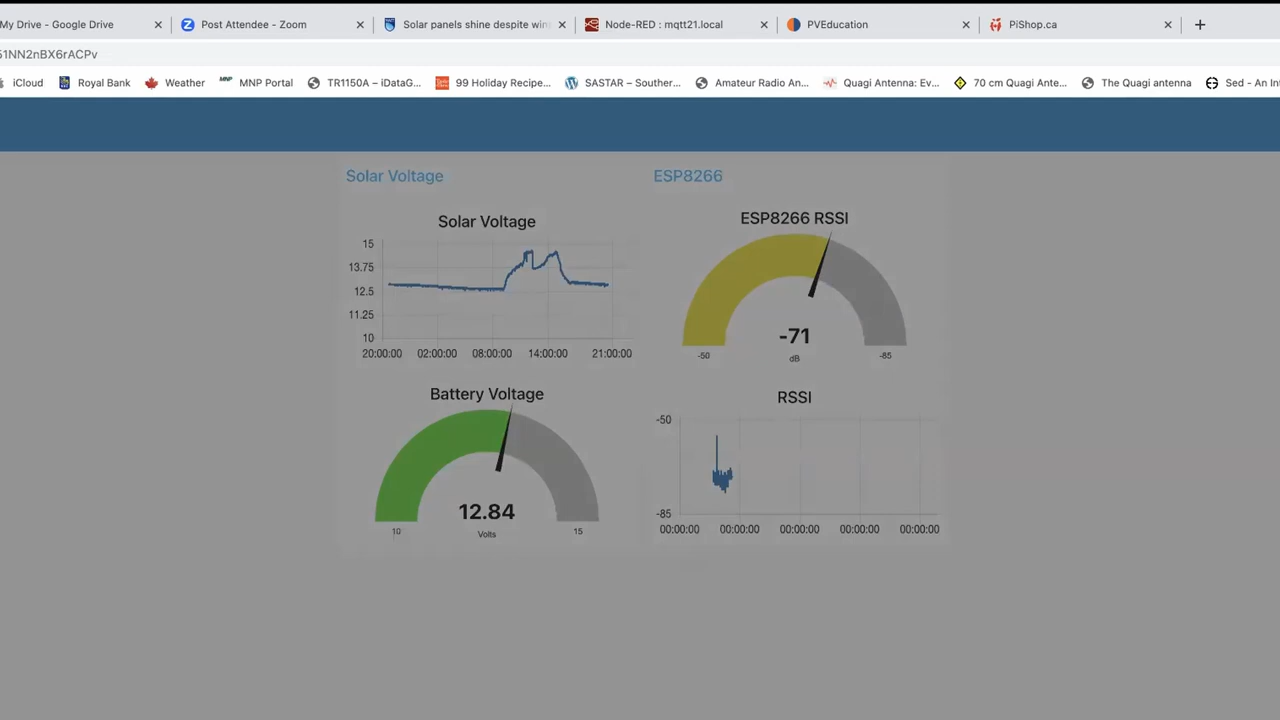 My Drive - Google Drive
Post Attendee - Zoom
Solar panels shine despite win
Node-RED : mqtt21.local
PVEducation
PiShop.ca
51NN2nBX6rACPv
iCloud
Royal Bank
Weather
MNP
MNP Portal
TR1150A – iDataG...
99 Holiday Recipe...
SASTAR – Souther...
Amateur Radio An...
Quagi Antenna: Ev...
70 cm Quagi Ante...
The Quagi antenna
Sed - An Int
Solar Voltage
ESP8266
Solar Voltage
15
13.75
12.5
11.25
10
20:00:00 02:00:00 08:00:00 14:00:00 21:00:00
ESP8266 RSSI
-71
dB
-50
-85
Battery Voltage
12.84
Volts
10
15
RSSI
-50
-85
00:00:00 00:00:00 00:00:00 00:00:00 00:00:00